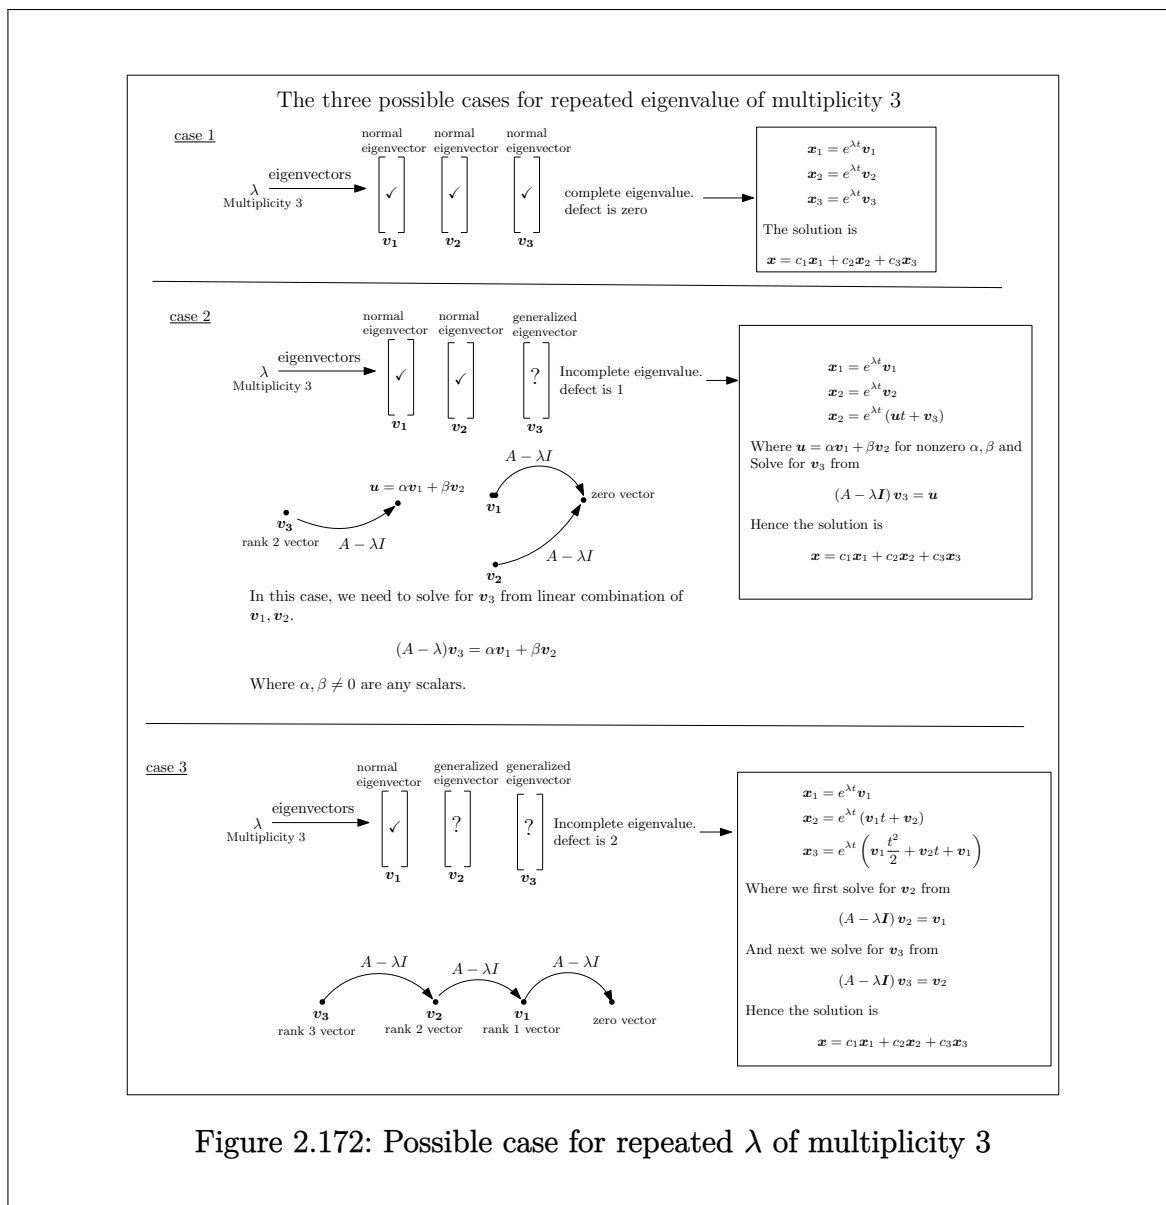 The three possible cases for repeated eigenvalue of multiplicity 3
case 1
normal eigenvector
normal eigenvector
normal eigenvector
λ
Multiplicity 3
eigenvectors
✓ ✓ ✓
v₁ v₂ v₃
complete eigenvalue.
defect is zero
x₁ = e^{λt}v₁
x₂ = e^{λt}v₂
x₃ = e^{λt}v₃
The solution is
x = c₁x₁ + c₂x₂ + c₃x₃
case 2
normal eigenvector
normal eigenvector
generalized eigenvector
λ
Multiplicity 3
eigenvectors
✓ ✓ ?
v₁ v₂ v₃
Incomplete eigenvalue.
defect is 1
x₁ = e^{λt}v₁
x₂ = e^{λt}v₂
x₂ = e^{λt} (ut + v₃)
Where u = αv₁ + βv₂ for nonzero α, β and
Solve for v₃ from
(A − λI) v₃ = u
Hence the solution is
x = c₁x₁ + c₂x₂ + c₃x₃
v₃
rank 2 vector
A − λI
u = αv₁ + βv₂
v₁
A − λI
zero vector
v₂
A − λI
In this case, we need to solve for v₃ from linear combination of
v₁, v₂.
(A − λ)v₃ = αv₁ + βv₂
Where α, β ≠ 0 are any scalars.
case 3
normal eigenvector
generalized eigenvector
generalized eigenvector
λ
Multiplicity 3
eigenvectors
✓ ? ?
v₁ v₂ v₃
Incomplete eigenvalue.
defect is 2
x₁ = e^{λt}v₁
x₂ = e^{λt} (v₁t + v₂)
x₃ = e^{λt} (v₁ t²/2 + v₂t + v₁)
Where we first solve for v₂ from
(A − λI) v₂ = v₁
And next we solve for v₃ from
(A − λI) v₃ = v₂
Hence the solution is
x = c₁x₁ + c₂x₂ + c₃x₃
A − λI A − λI A − λI
v₃ v₂ v₁ zero vector
rank 3 vector rank 2 vector rank 1 vector
Figure 2.172: Possible case for repeated λ of multiplicity 3